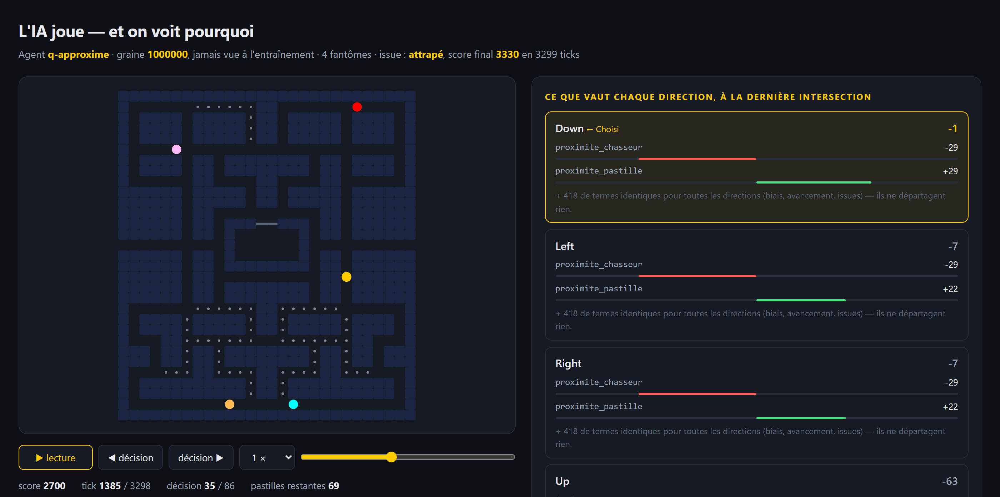 L'IA joue — et on voit pourquoi
Agent q-approxime · graine 1000000, jamais vue à l'entraînement · 4 fantômes · issue : attrapé, score final 3330 en 3299 ticks
CE QUE VAUT CHAQUE DIRECTION, À LA DERNIÈRE INTERSECTION
Down ← Choisi -1
proximite_chasseur -29
proximite_pastille +29
+ 418 de termes identiques pour toutes les directions (biais, avancement, issues) — ils ne départagent
rien.
Left -7
proximite_chasseur -29
proximite_pastille +22
+ 418 de termes identiques pour toutes les directions (biais, avancement, issues) — ils ne départagent
rien.
Right -7
proximite_chasseur -29
proximite_pastille +22
+ 418 de termes identiques pour toutes les directions (biais, avancement, issues) — ils ne départagent
rien.
Up -63
▶ lecture ◀ décision décision ▶ 1 ×
score 2700 tick 1385 / 3298 décision 35 / 86 pastilles restantes 69